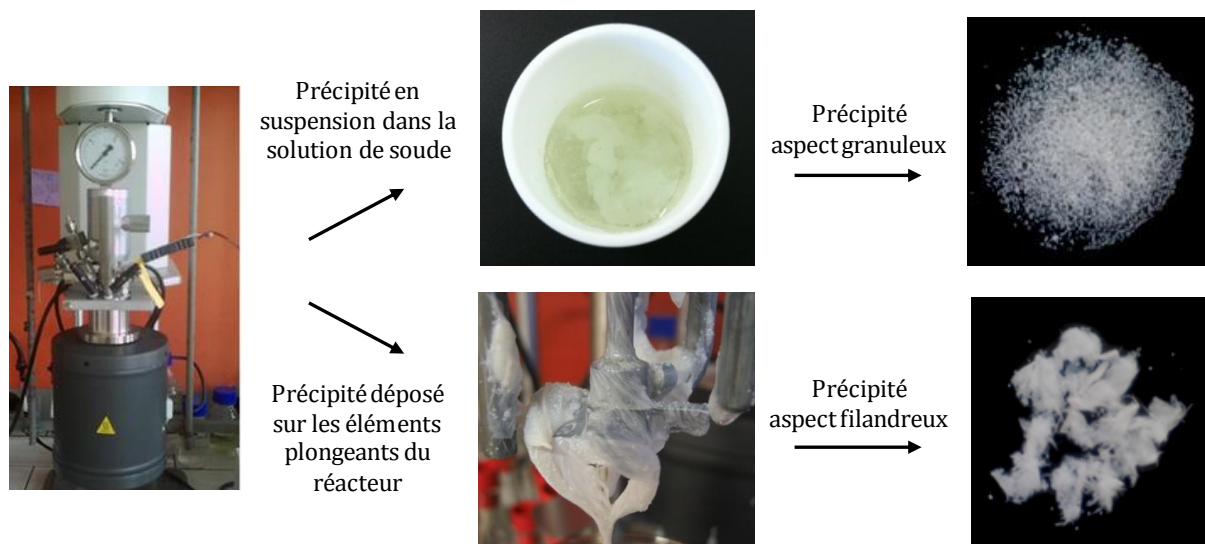 Précipité en
suspension dans la
solution de soude
Précipité
aspect granuleux
Précipité déposé
sur les éléments
plongeants du
réacteur
Précipité
aspect filandreux